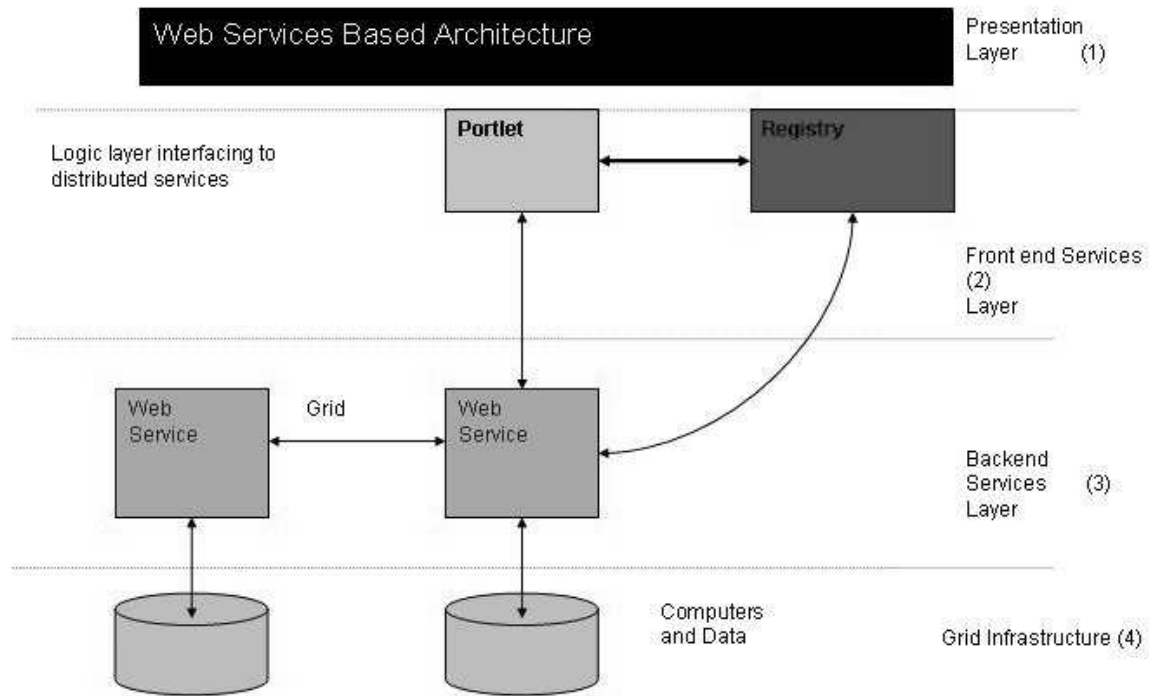 Web Services Based Architecture
Presentation
Layer (1)
Portlet
Registry
Logic layer interfacing to
distributed services
Front end Services
(2)
Layer
Web
Service
Grid
Web
Service
Backend
Services (3)
Layer
Computers
and Data
Grid Infrastructure (4)